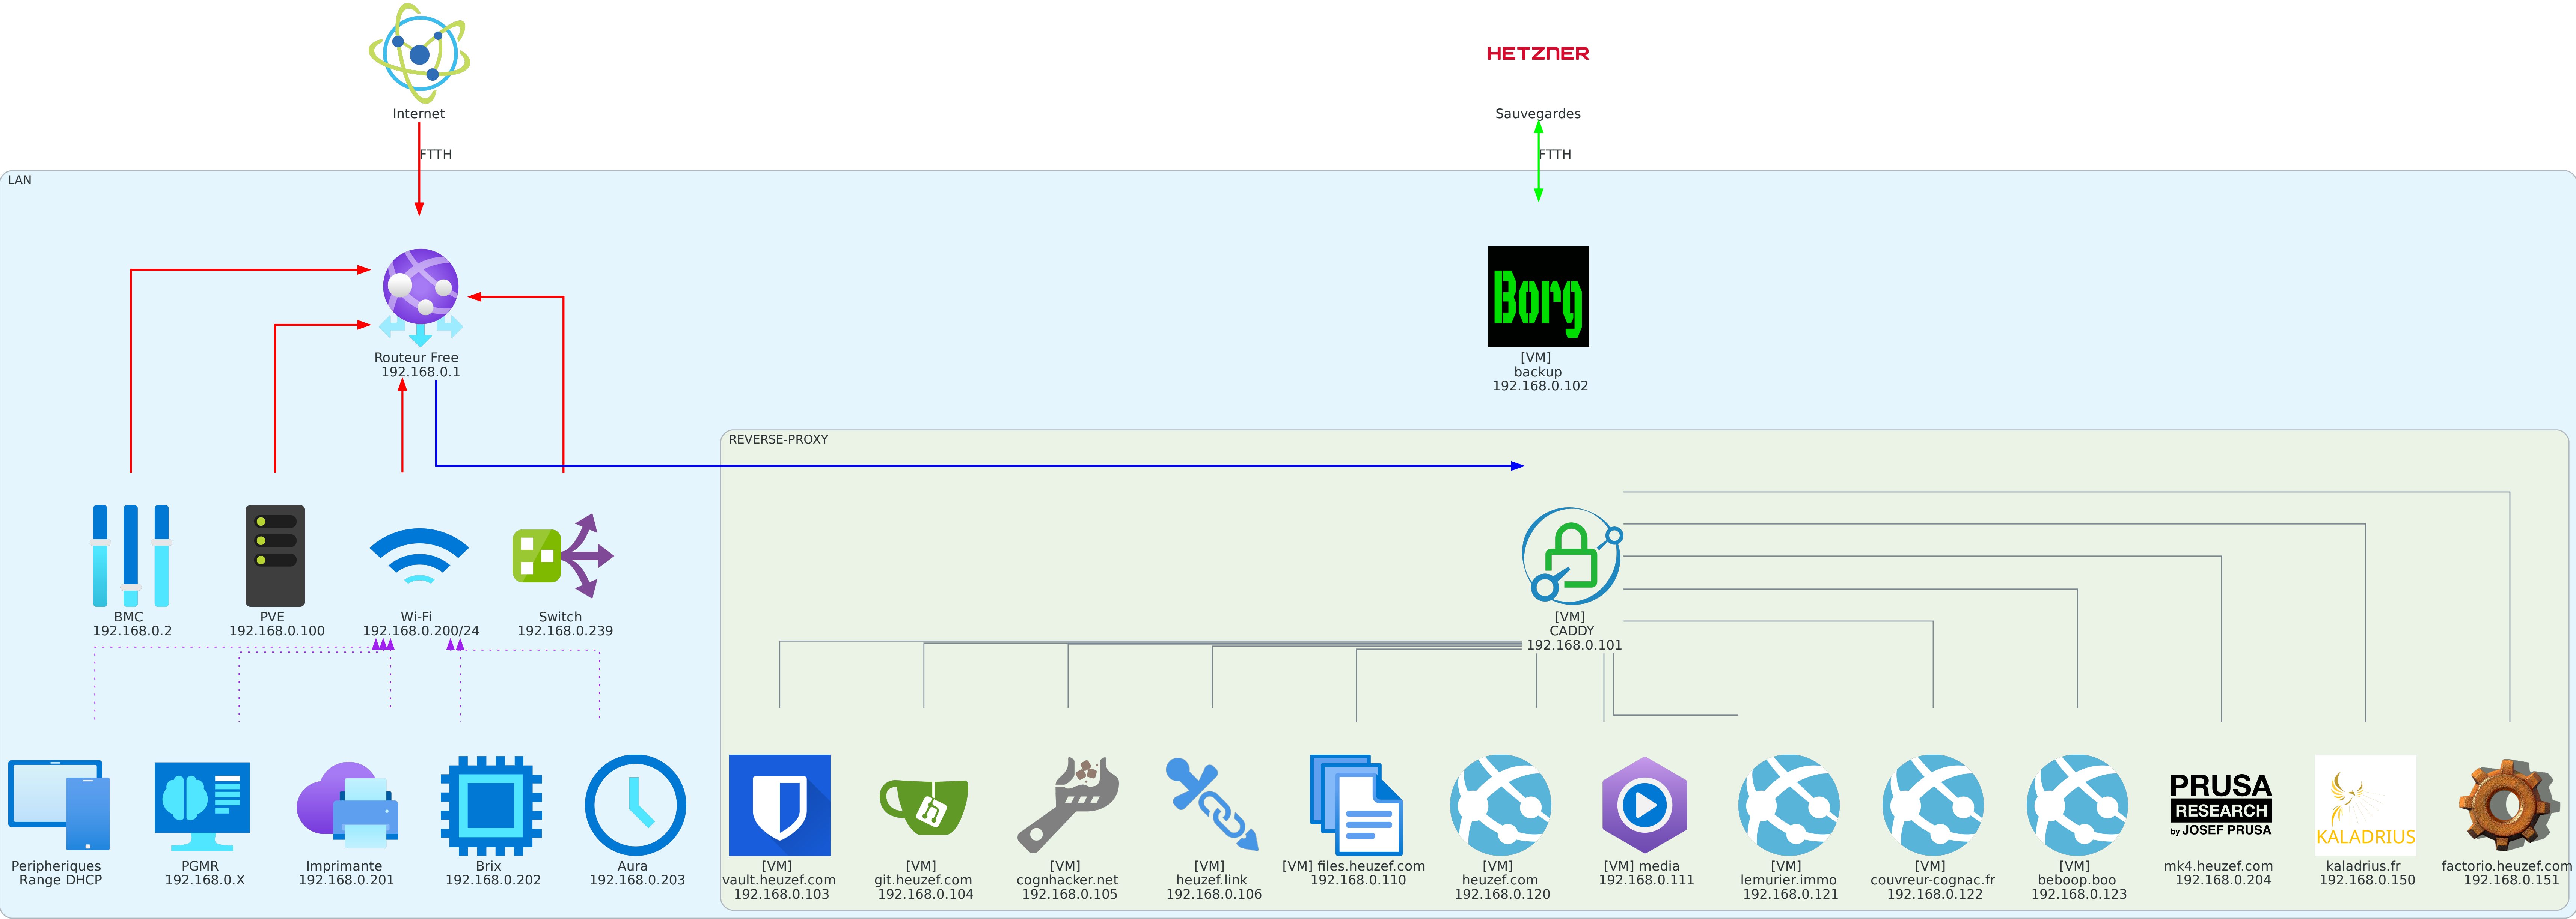 HETZNER
Internet
Sauvegardes
FTTH
FTTH
LAN
Borg
Routeur Free
192.168.0.1
[VM]
backup
192.168.0.102
REVERSE-PROXY
BMC
192.168.0.2
PVE
192.168.0.100
Wi-Fi
192.168.0.200/24
Switch
192.168.0.239
[VM]
CADDY
192.168.0.101
Peripheriques
Range DHCP
PGMR
192.168.0.X
Imprimante
192.168.0.201
Brix
192.168.0.202
Aura
192.168.0.203
[VM]
vault.heuzef.com
192.168.0.103
[VM]
git.heuzef.com
192.168.0.104
[VM]
cognhacker.net
192.168.0.105
[VM]
heuzef.link
192.168.0.106
[VM] files.heuzef.com
192.168.0.110
[VM]
heuzef.com
192.168.0.120
[VM] media
192.168.0.111
[VM]
lemurier.immo
192.168.0.121
[VM]
couvreur-cognac.fr
192.168.0.122
[VM]
beboop.boo
192.168.0.123
PRUSA
RESEARCH
by JOSEF PRUSA
mk4.heuzef.com
192.168.0.204
KALADRIUS
kaladrius.fr
192.168.0.150
factorio.heuzef.com
192.168.0.151